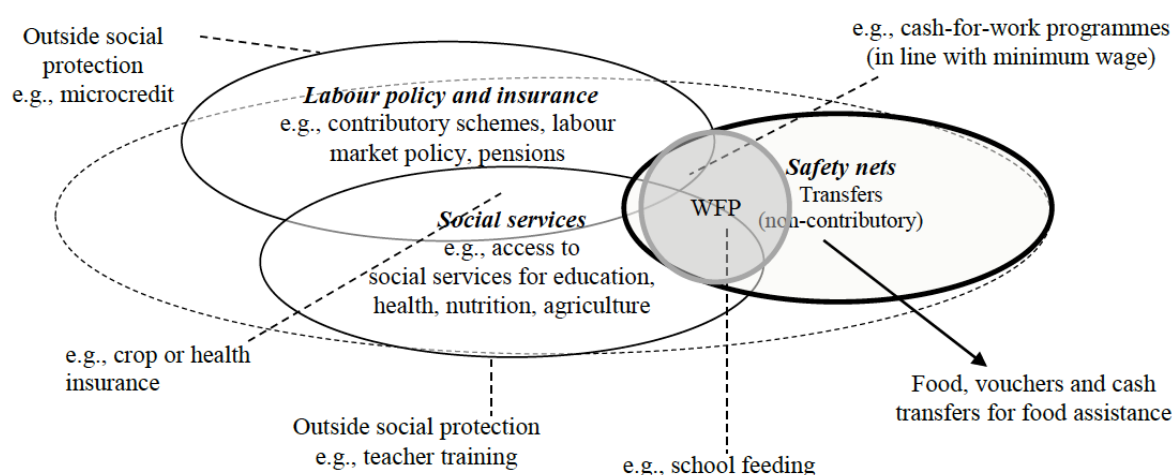 Outside social
protection
e.g., microcredit
e.g., cash-for-work programmes
(in line with minimum wage)
Labour policy and insurance
e.g., contributory schemes, labour
market policy, pensions
Safety nets
Transfers
(non-contributory)
WFP
Social services
e.g., access to
social services for education,
health, nutrition, agriculture
e.g., crop or health
insurance
Food, vouchers and cash
transfers for food assistance
Outside social protection
e.g., teacher training
e.g., school feeding